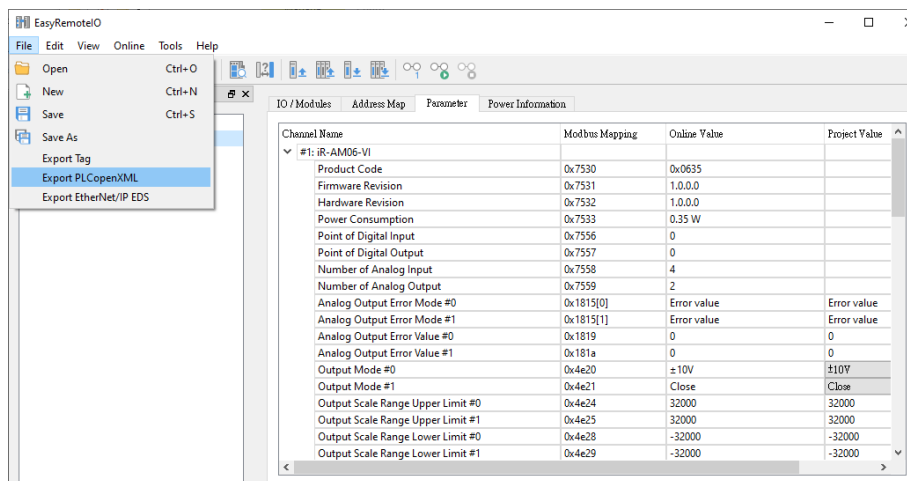 EasyRemoteIO
File Edit View Online Tools Help
Open Ctrl+O
New Ctrl+N
Save Ctrl+S
Save As
Export Tag
Export PLCopenXML
Export EtherNet/IP EDS
IO / Modules Address Map Parameter Power Information
Channel Name Modbus Mapping Online Value Project Value
#1: iR-AM06-VI
Product Code 0x7530 0x0635
Firmware Revision 0x7531 1.0.0.0
Hardware Revision 0x7532 1.0.0.0
Power Consumption 0x7533 0.35 W
Point of Digital Input 0x7556 0
Point of Digital Output 0x7557 0
Number of Analog Input 0x7558 4
Number of Analog Output 0x7559 2
Analog Output Error Mode #0 0x1815[0] Error value Error value
Analog Output Error Mode #1 0x1815[1] Error value Error value
Analog Output Error Value #0 0x1819 0 0
Analog Output Error Value #1 0x181a 0 0
Output Mode #0 0x4e20 ±10V ±10V
Output Mode #1 0x4e21 Close Close
Output Scale Range Upper Limit #0 0x4e24 32000 32000
Output Scale Range Upper Limit #1 0x4e25 32000 32000
Output Scale Range Lower Limit #0 0x4e28 -32000 -32000
Output Scale Range Lower Limit #1 0x4e29 -32000 -32000